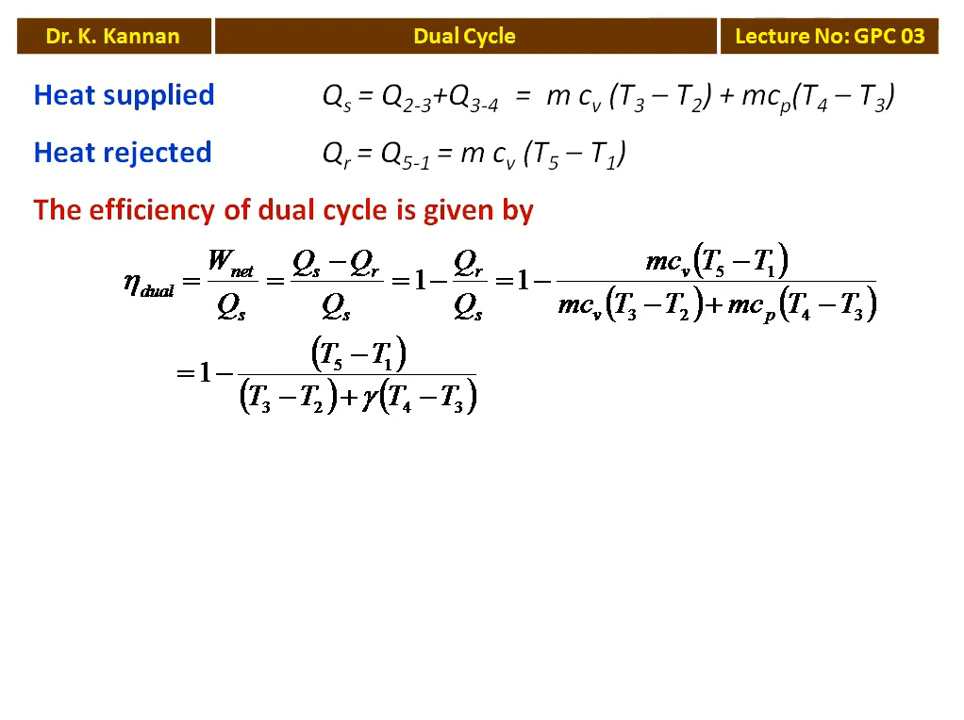 Dr. K. Kannan
Dual Cycle
Lecture No: GPC 03
Heat supplied Qₛ = Q₂₋₃+Q₃₋₄ = m cᵥ (T₃ – T₂) + mcₚ(T₄ – T₃)
Heat rejected Qᵣ = Q₅₋₁ = m cᵥ (T₅ – T₁)
The efficiency of dual cycle is given by
η_dual = W_net/Qₛ = (Qₛ − Qᵣ)/Qₛ = 1 − Qᵣ/Qₛ = 1 − mcᵥ(T₅ − T₁)/(mcᵥ(T₃ − T₂) + mcₚ(T₄ − T₃))
= 1 − (T₅ − T₁)/((T₃ − T₂) + γ(T₄ − T₃))